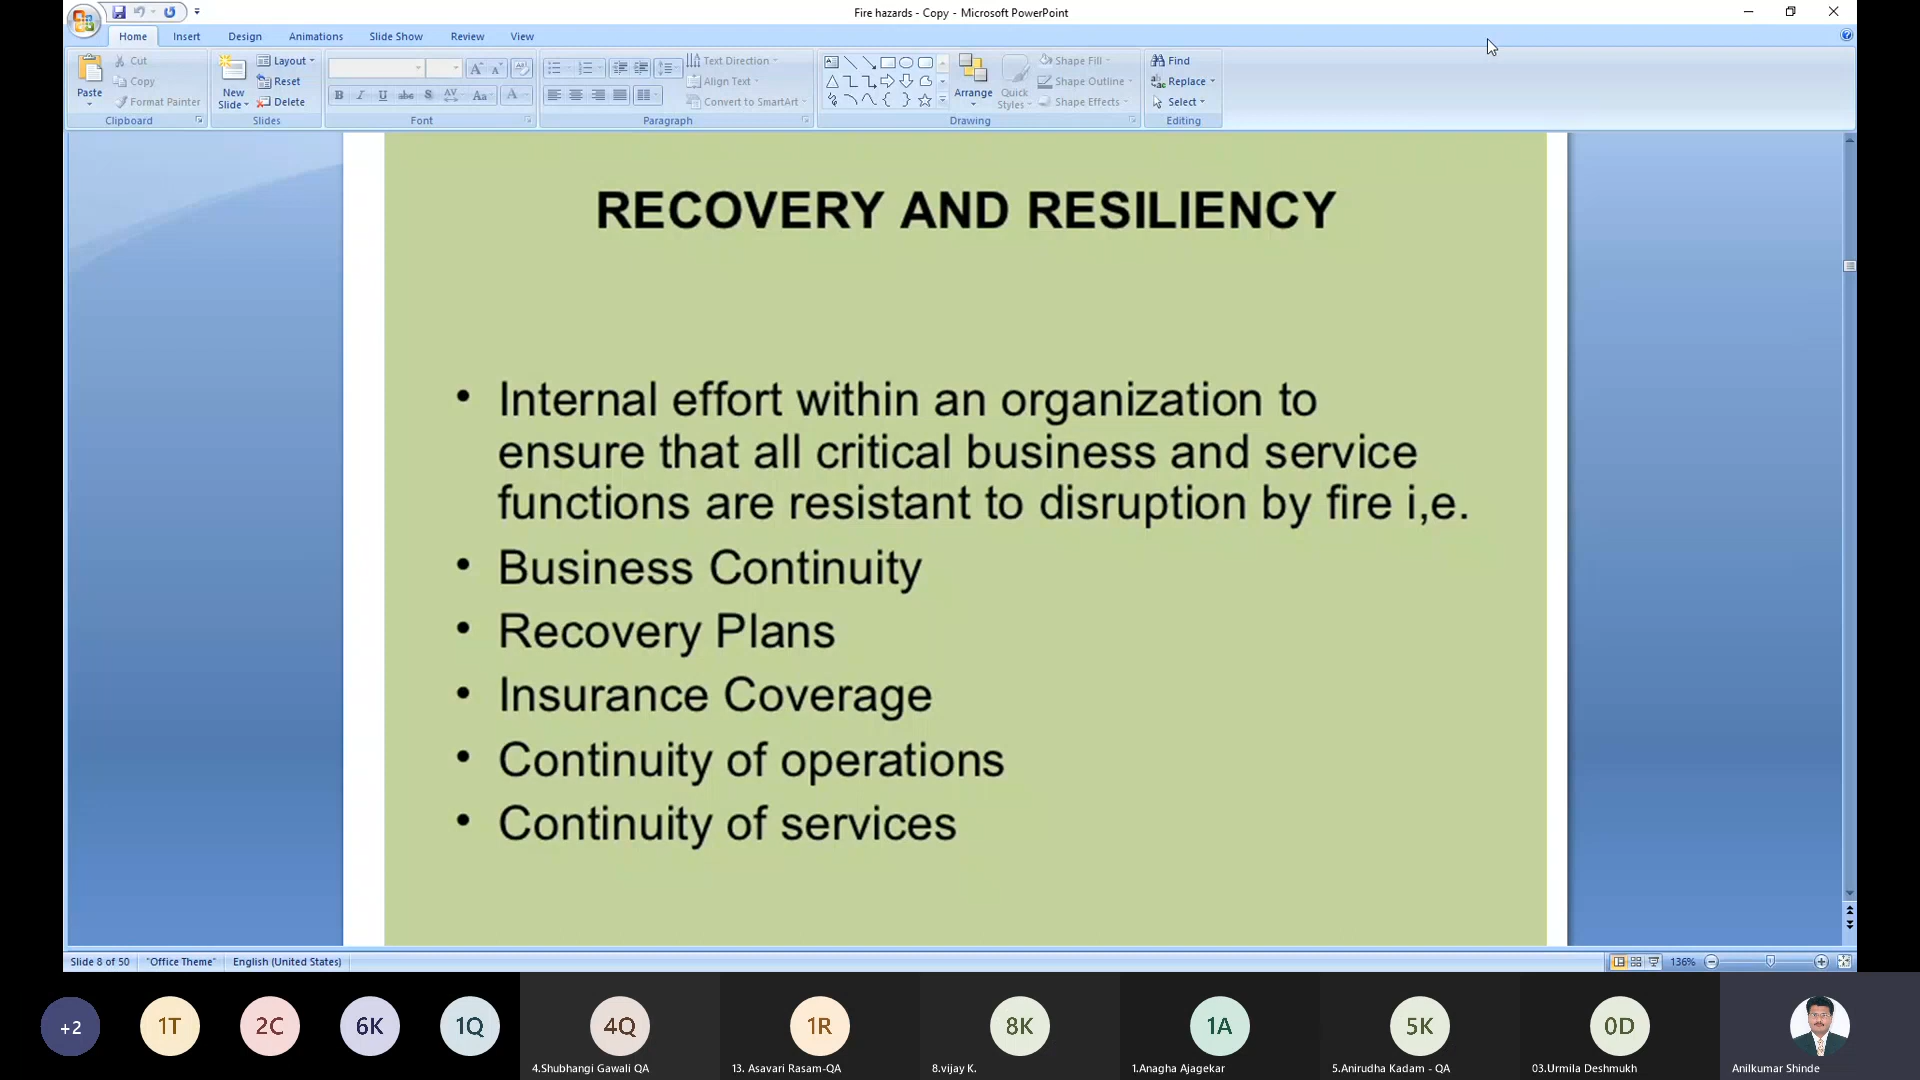 Fire hazards - Copy - Microsoft PowerPoint
Home Insert Design Animations Slide Show Review View
Paste
Cut
Copy
Format Painter
Clipboard
New
Slide
Layout
Reset
Delete
Slides
B I U abc S AV Aa A
Font
Text Direction
Align Text
Convert to SmartArt
Paragraph
Arrange
Quick
Styles
Shape Fill
Shape Outline
Shape Effects
Drawing
Find
Replace
Select
Editing
RECOVERY AND RESILIENCY
• Internal effort within an organization to
ensure that all critical business and service
functions are resistant to disruption by fire i,e.
• Business Continuity
• Recovery Plans
• Insurance Coverage
• Continuity of operations
• Continuity of services
Slide 8 of 50 "Office Theme" English (United States) 136%
+2 1T 2C 6K 1Q 4Q 1R 8K 1A 5K 0D
4.Shubhangi Gawali QA 13. Asavari Rasam-QA 8.vijay K. 1.Anagha Ajagekar 5.Anirudha Kadam - QA 03.Urmila Deshmukh Anilkumar Shinde